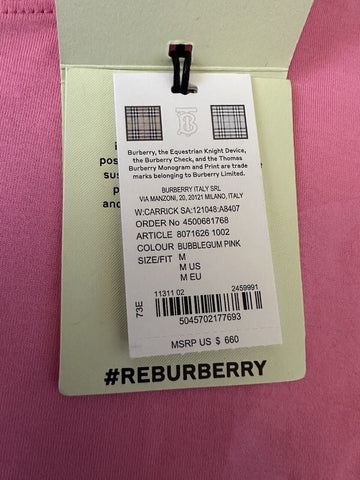 Burberry, the Equestrian Knight Device,
the Burberry Check, and the Thomas
Burberry Monogram and Print are trade
marks belonging to Burberry Limited.
BURBERRY ITALY SRL
VIA MANZONI, 20, 20121 MILANO, ITALY
W:CARRICK SA:121048:A8407
ORDER No 4500681768
ARTICLE 8071626 1002
COLOUR BUBBLEGUM PINK
SIZE/FIT M
M US
M EU
73E
11311 02 2459991
5045702177693
MSRP US $ 660
#REBURBERRY